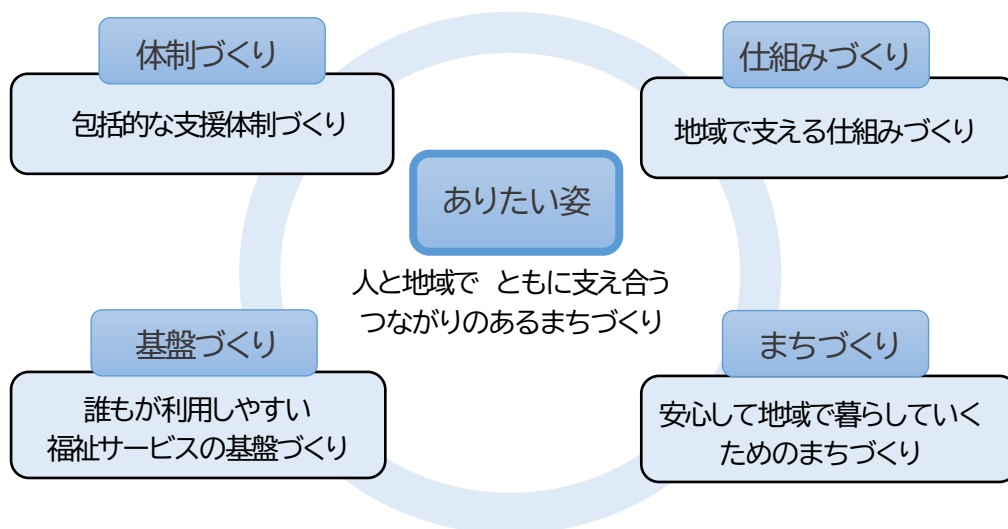 体制づくり
包括的な支援体制づくり
仕組みづくり
地域で支える仕組みづくり
ありたい姿
人と地域で ともに支え合う
つながりのあるまちづくり
基盤づくり
誰もが利用しやすい
福祉サービスの基盤づくり
まちづくり
安心して地域で暮らしていく
ためのまちづくり